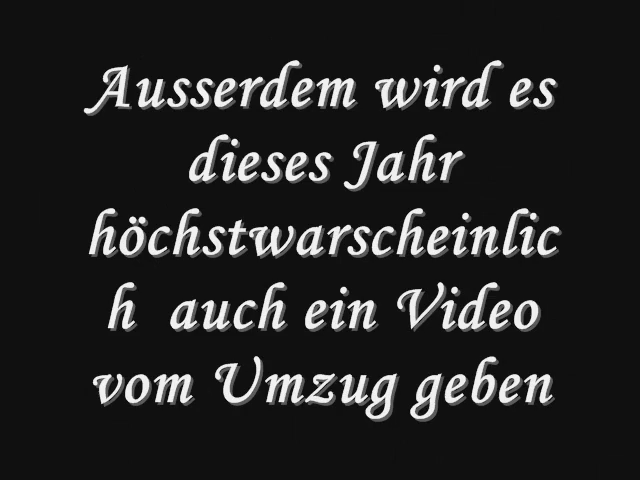 Ausserdem wird es
dieses Jahr
höchstwarscheinlic
h auch ein Video
vom Umzug geben